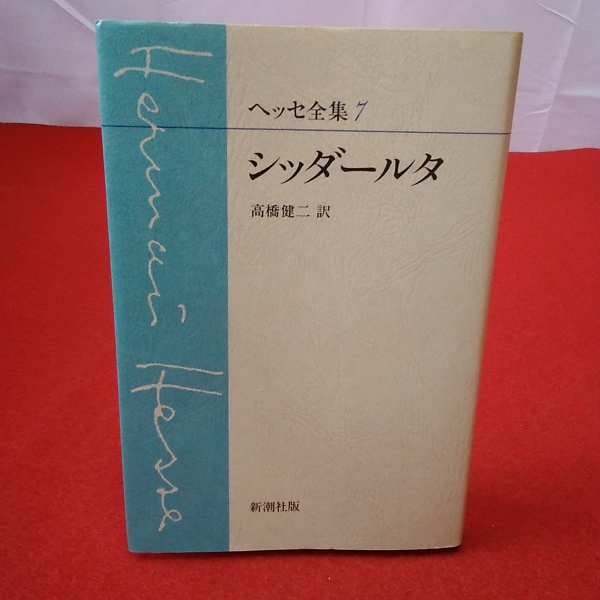 ヘッセ全集 7
シッダールタ
高橋健二 訳
新潮社版
Hermann Hesse